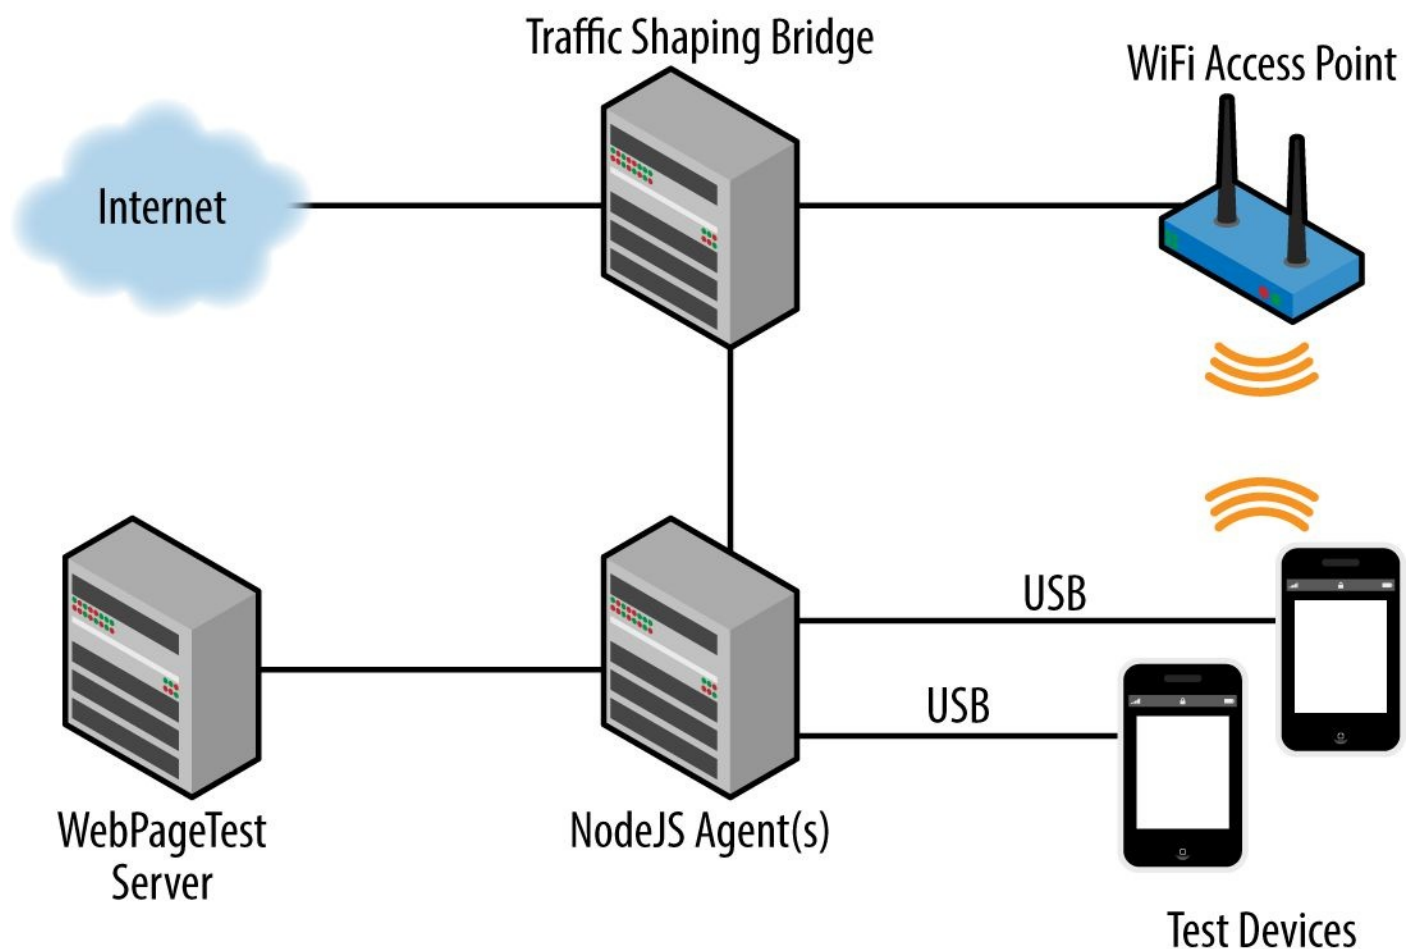 Traffic Shaping Bridge
WiFi Access Point
Internet
USB
USB
WebPageTest
Server
NodeJS Agent(s)
Test Devices